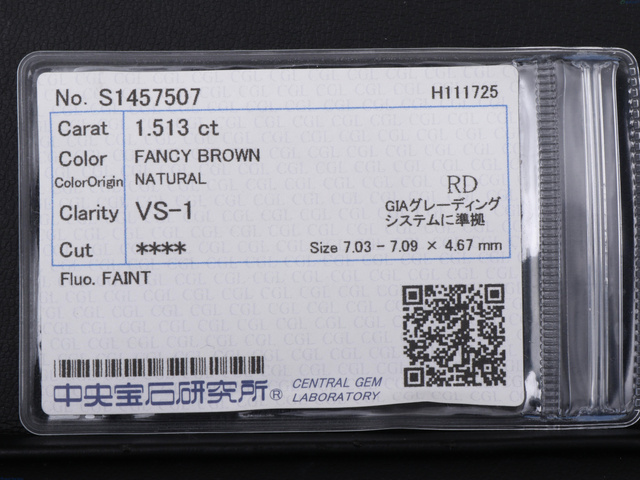 No. S1457507 H111725
Carat 1.513 ct
Color FANCY BROWN
ColorOrigin NATURAL
RD
Clarity VS-1
GIAグレーディング
システムに準拠
Cut **** Size 7.03 - 7.09 × 4.67 mm
Fluo. FAINT
中央宝石研究所® CENTRAL GEM
LABORATORY